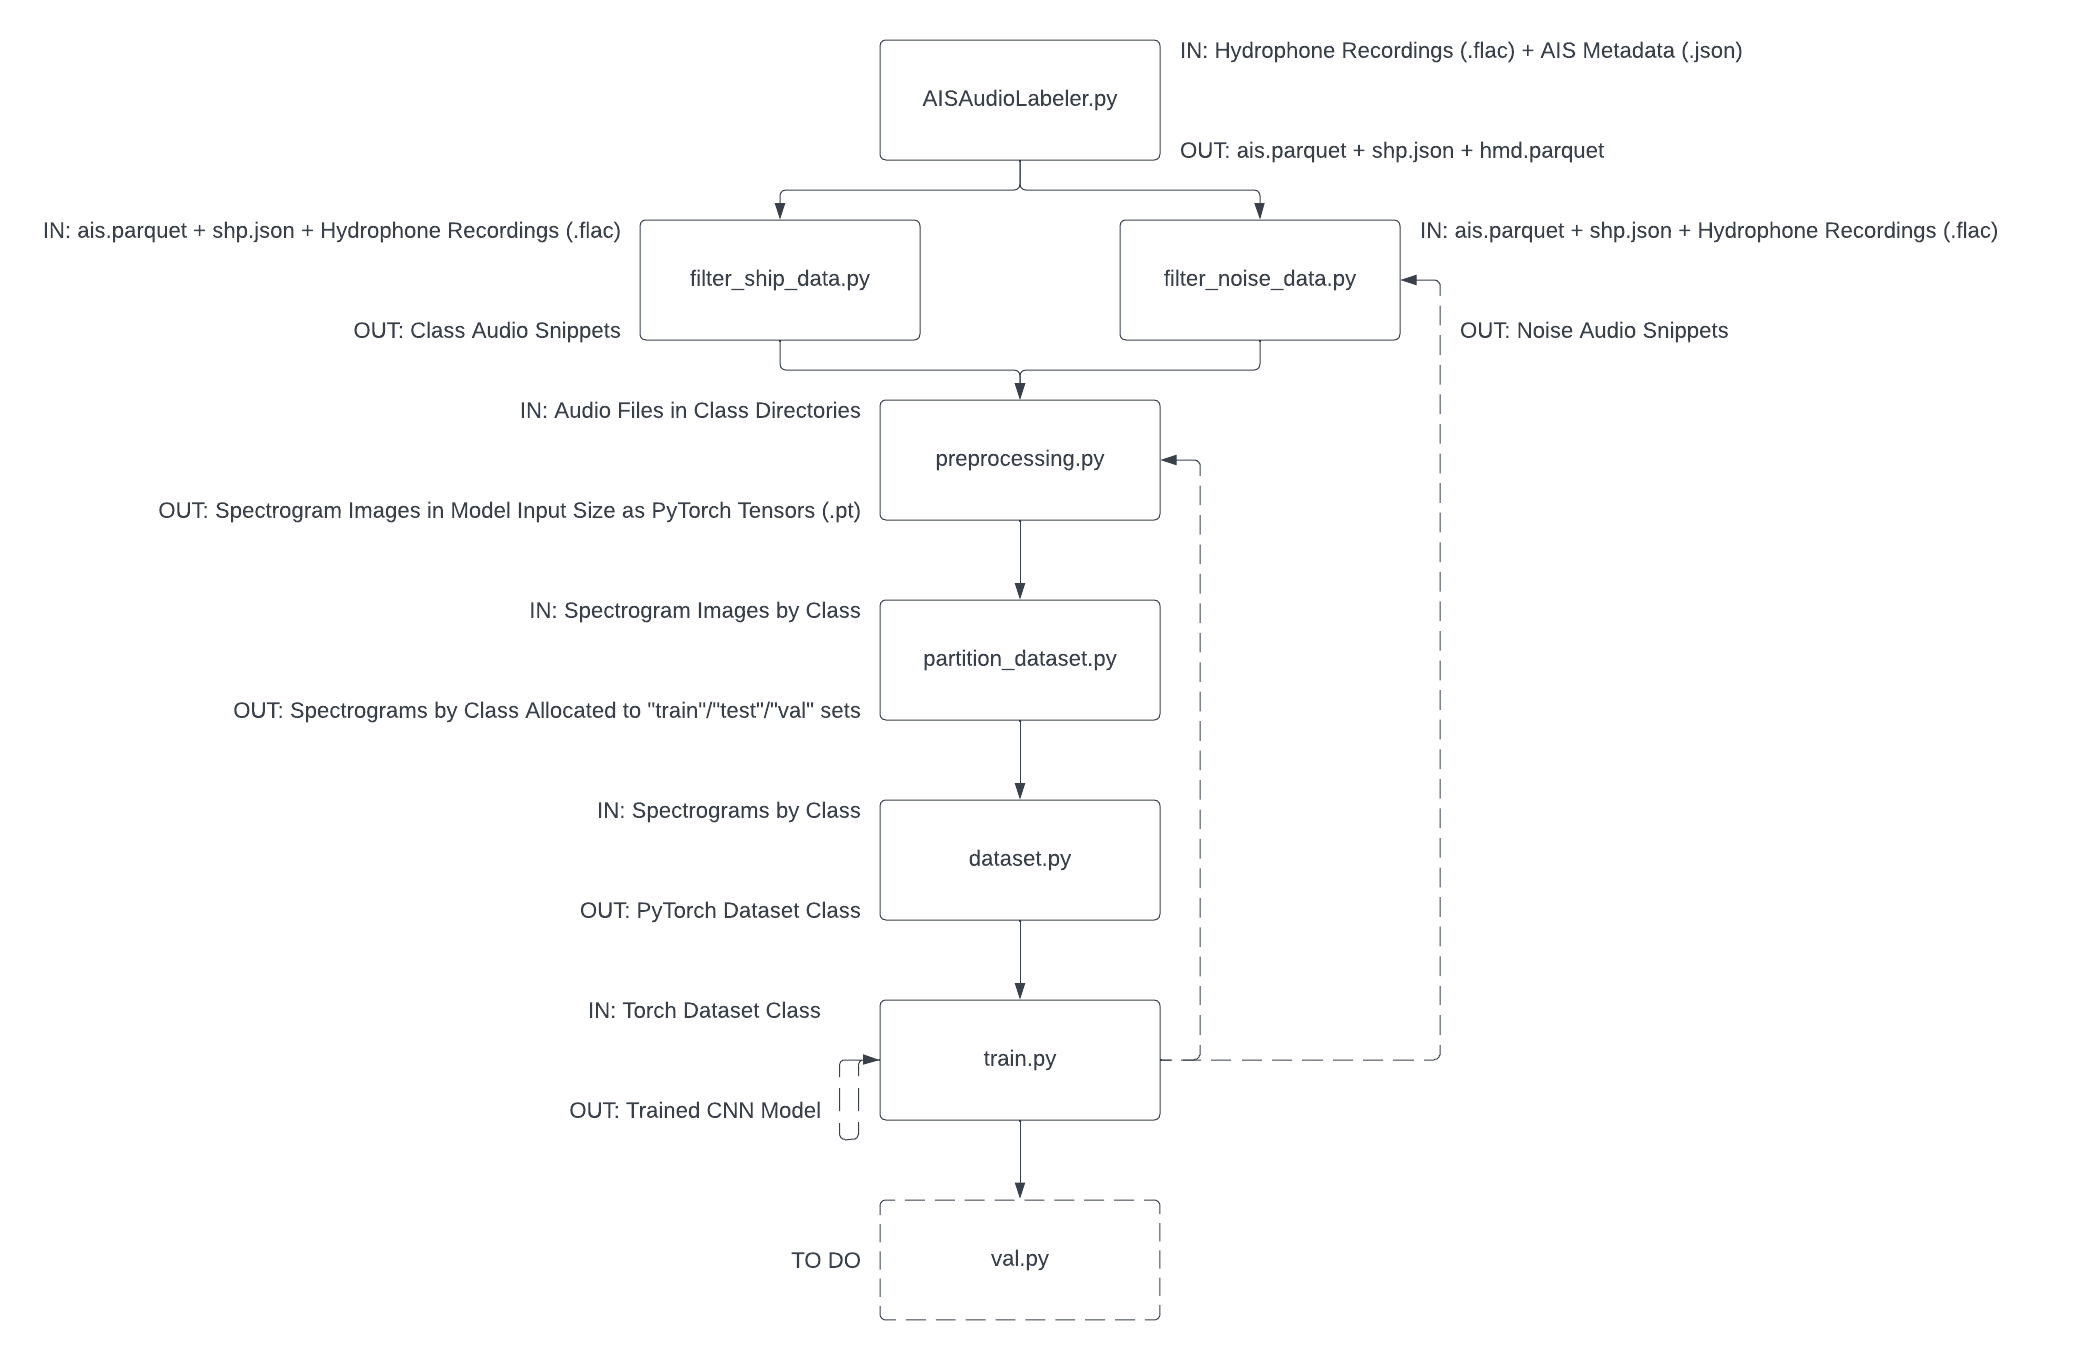 IN: Hydrophone Recordings (.flac) + AIS Metadata (.json)
AISAudioLabeler.py
OUT: ais.parquet + shp.json + hmd.parquet
IN: ais.parquet + shp.json + Hydrophone Recordings (.flac)
filter_ship_data.py
OUT: Class Audio Snippets
IN: ais.parquet + shp.json + Hydrophone Recordings (.flac)
filter_noise_data.py
OUT: Noise Audio Snippets
IN: Audio Files in Class Directories
preprocessing.py
OUT: Spectrogram Images in Model Input Size as PyTorch Tensors (.pt)
IN: Spectrogram Images by Class
partition_dataset.py
OUT: Spectrograms by Class Allocated to "train"/"test"/"val" sets
IN: Spectrograms by Class
dataset.py
OUT: PyTorch Dataset Class
IN: Torch Dataset Class
train.py
OUT: Trained CNN Model
TO DO
val.py